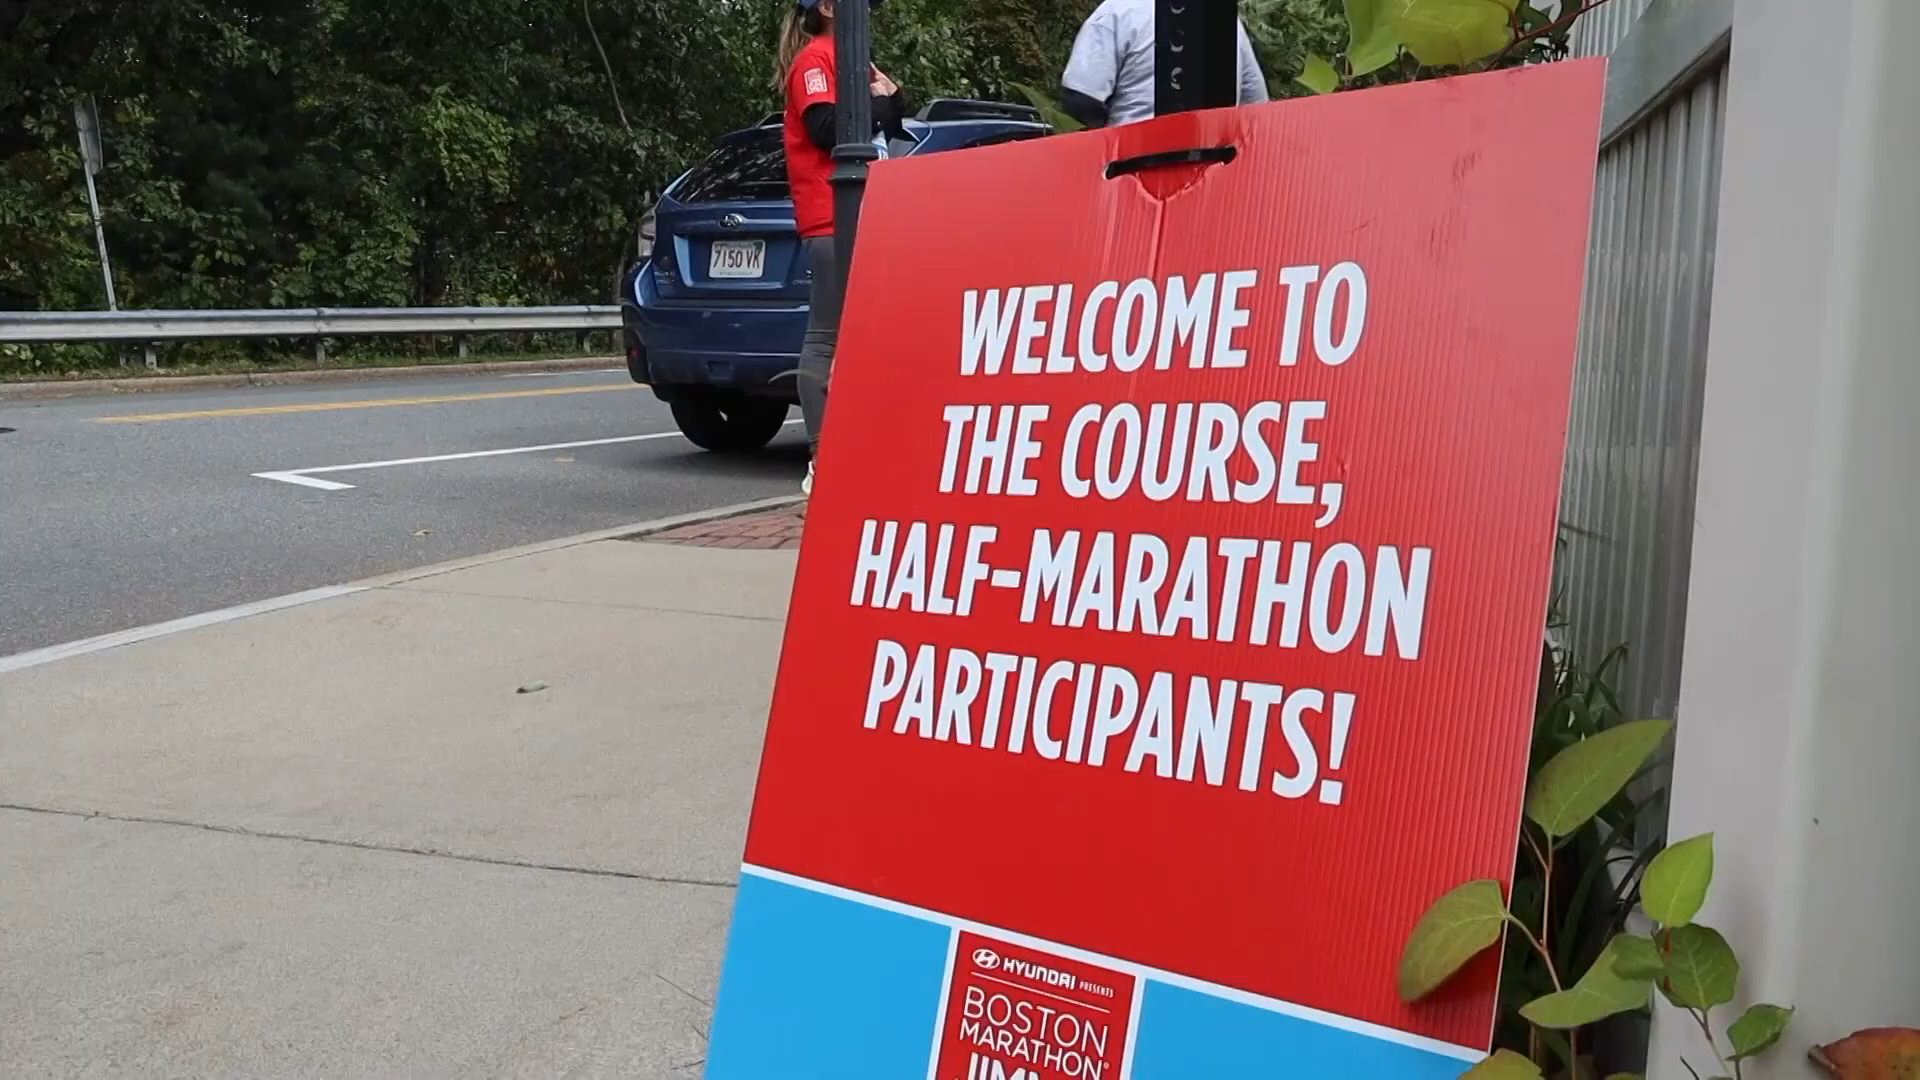 7150 VK
WELCOME TO
THE COURSE,
HALF-MARATHON
PARTICIPANTS!
HYUNDAI PRESENTS
BOSTON
MARATHON®